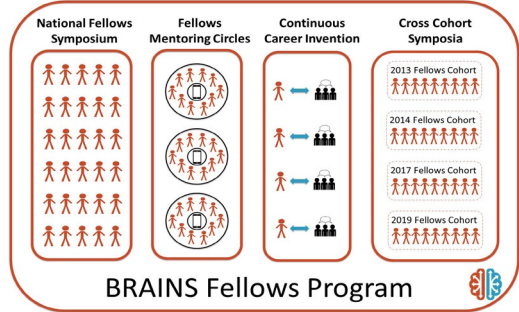 National Fellows
Symposium
Fellows
Mentoring Circles
Continuous
Career Invention
Cross Cohort
Symposia
2013 Fellows Cohort
2014 Fellows Cohort
2017 Fellows Cohort
2019 Fellows Cohort
BRAINS Fellows Program